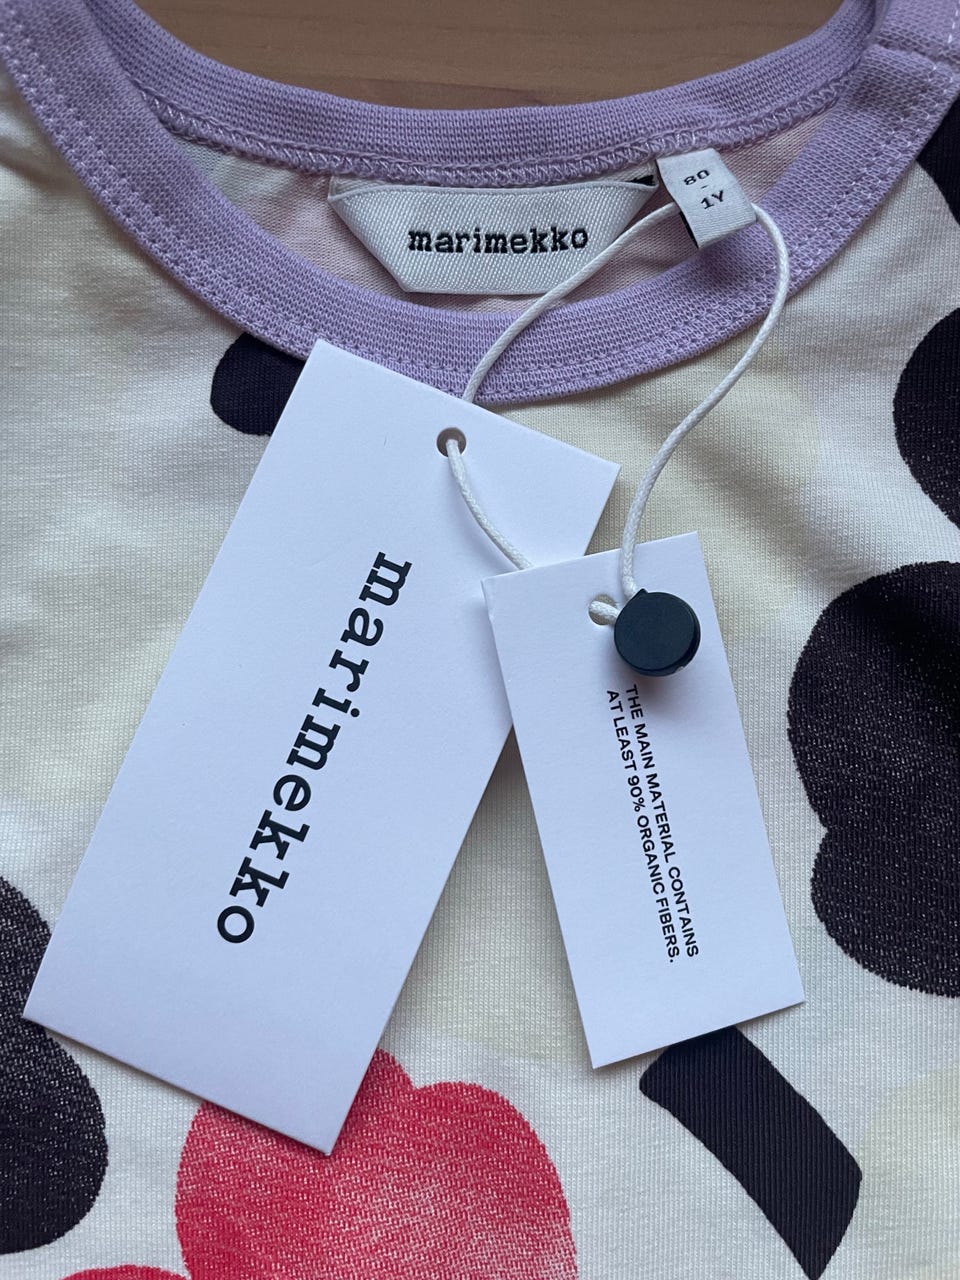 marimekko
80
-
1Y
marimekko
THE MAIN MATERIAL CONTAINS
AT LEAST 90% ORGANIC FIBERS.